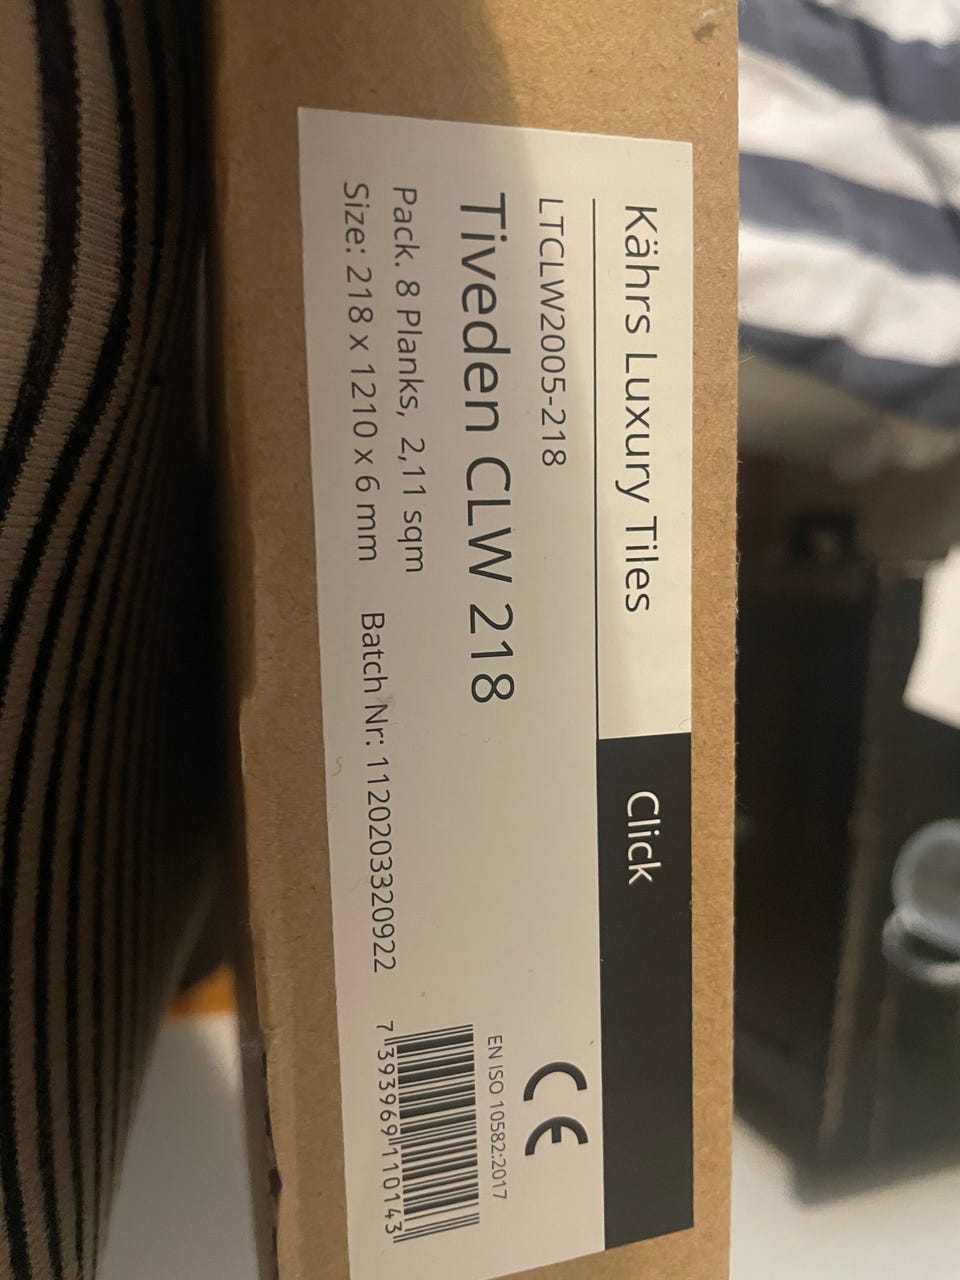 Kährs Luxury Tiles
Click
LTCLW2005-218
Tiveden CLW 218
Pack. 8 Planks, 2,11 sqm
Size: 218 x 1210 x 6 mm
Batch Nr: 1120203320922
CE
EN ISO 10582:2017
7 393969 110143